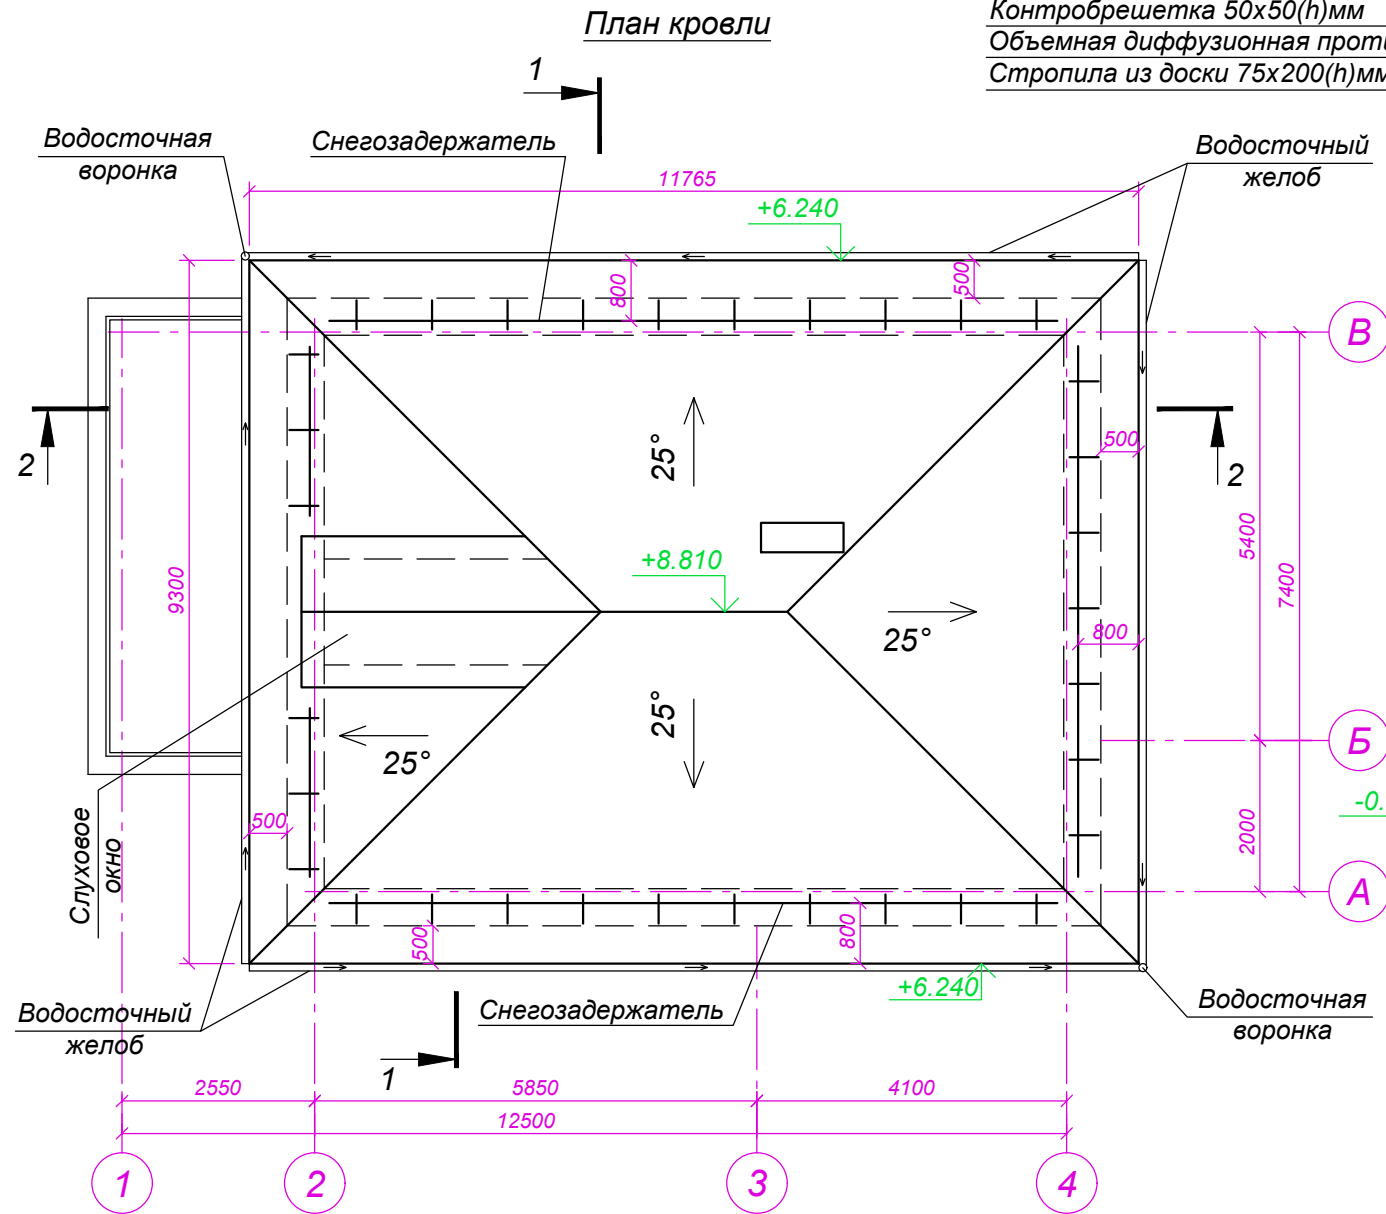 План кровли
Контробрешетка 50х50(h)мм
Объемная диффузионная
Стропила из доски 75х200(h)мм
1
Водосточная
воронка
Снегозадержатель
Водосточный
желоб
11765
+6.240
800
500
В
2
500
2
25°
5400
7400
9300
+8.810
25°
800
25°
25°
Б
-0.
Слуховое
окно
500
2000
А
500
800
+6.240
Водосточный
желоб
Снегозадержатель
Водосточная
воронка
1
2550
5850
4100
12500
1
2
3
4